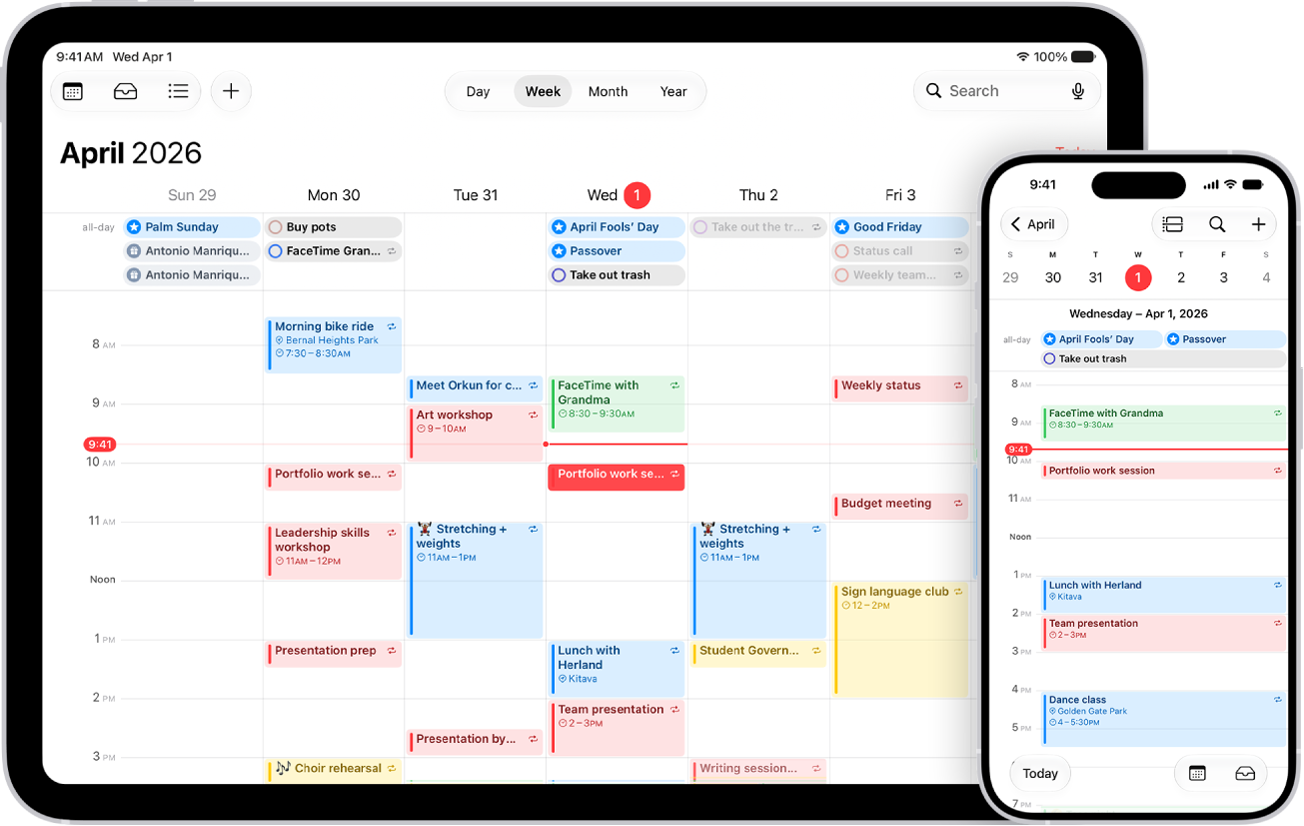 9:41 AM Wed Apr 1
100%
Day Week Month Year
Search
April 2026
Sun 29 Mon 30 Tue 31 Wed 1 Thu 2 Fri 3
all-day
Palm Sunday
Antonio Manriqu...
Antonio Manriqu...
Buy pots
FaceTime Gran...
April Fools' Day
Passover
Take out trash
Take out the tr...
Good Friday
Status call
Weekly team...
8 AM
9 AM
9:41
10 AM
11 AM
Noon
1 PM
2 PM
3 PM
Morning bike ride
Bernal Heights Park
7:30 – 8:30AM
Portfolio work se...
Leadership skills
workshop
11AM – 12PM
Presentation prep
Choir rehearsal
Meet Orkun for c...
Art workshop
9 – 10AM
Stretching +
weights
11AM – 1PM
Presentation by...
FaceTime with
Grandma
8:30 – 9:30AM
Portfolio work se...
Lunch with
Herland
Kitava
Team presentation
2 – 3PM
Stretching +
weights
11AM – 1PM
Student Govern...
Writing session...
Weekly status
Budget meeting
Sign language club
12 – 2PM
9:41
April
S M T W T F S
29 30 31 1 2 3 4
Wednesday – Apr 1, 2026
all-day
April Fools' Day
Passover
Take out trash
8 AM
9 AM
9:41
10 AM
11 AM
Noon
1 PM
2 PM
3 PM
4 PM
5 PM
7 PM
FaceTime with Grandma
8:30 – 9:30AM
Portfolio work session
Lunch with Herland
Kitava
Team presentation
2 – 3PM
Dance class
Golden Gate Park
4 – 5:30PM
Today